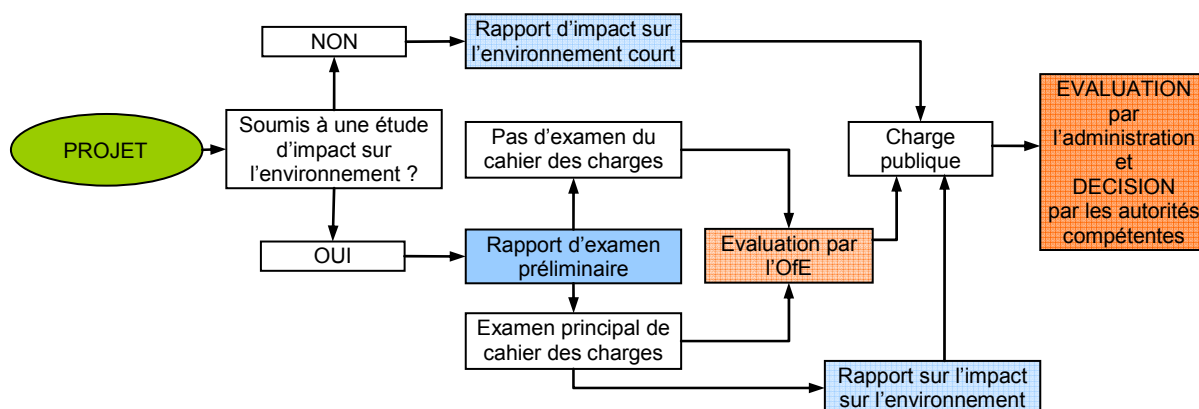 NON
Rapport d’impact sur
l’environnement court
PROJET
Soumis à une étude
d’impact sur
l’environnement ?
Pas d’examen du
cahier des charges
Charge
publique
EVALUATION
par
l’administration
et
DECISION
par les autorités
compétentes
OUI
Rapport d’examen
préliminaire
Evaluation par
l’OfE
Examen principal de
cahier des charges
Rapport sur l’impact
sur l’environnement